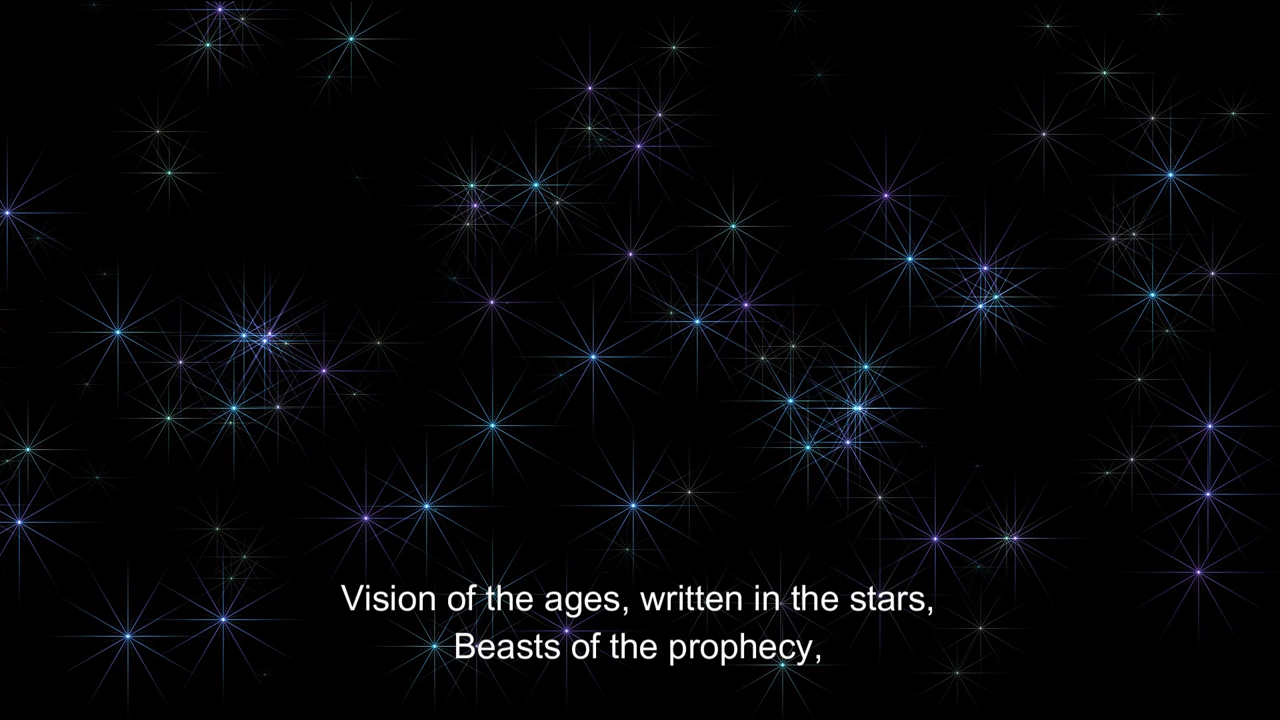 Vision of the ages, written in the stars,
Beasts of the prophecy,